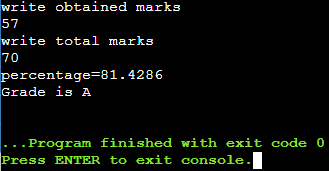 write obtained marks
57
write total marks
70
percentage=81.4286
Grade is A
...Program finished with exit code 0
Press ENTER to exit console.